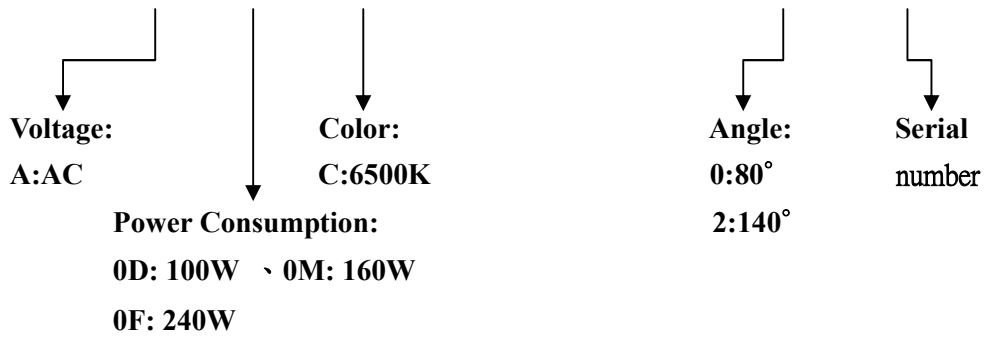 Voltage: Color: Angle: Serial
A:AC C:6500K 0:80° number
Power Consumption: 2:140°
0D: 100W 、0M: 160W
0F: 240W